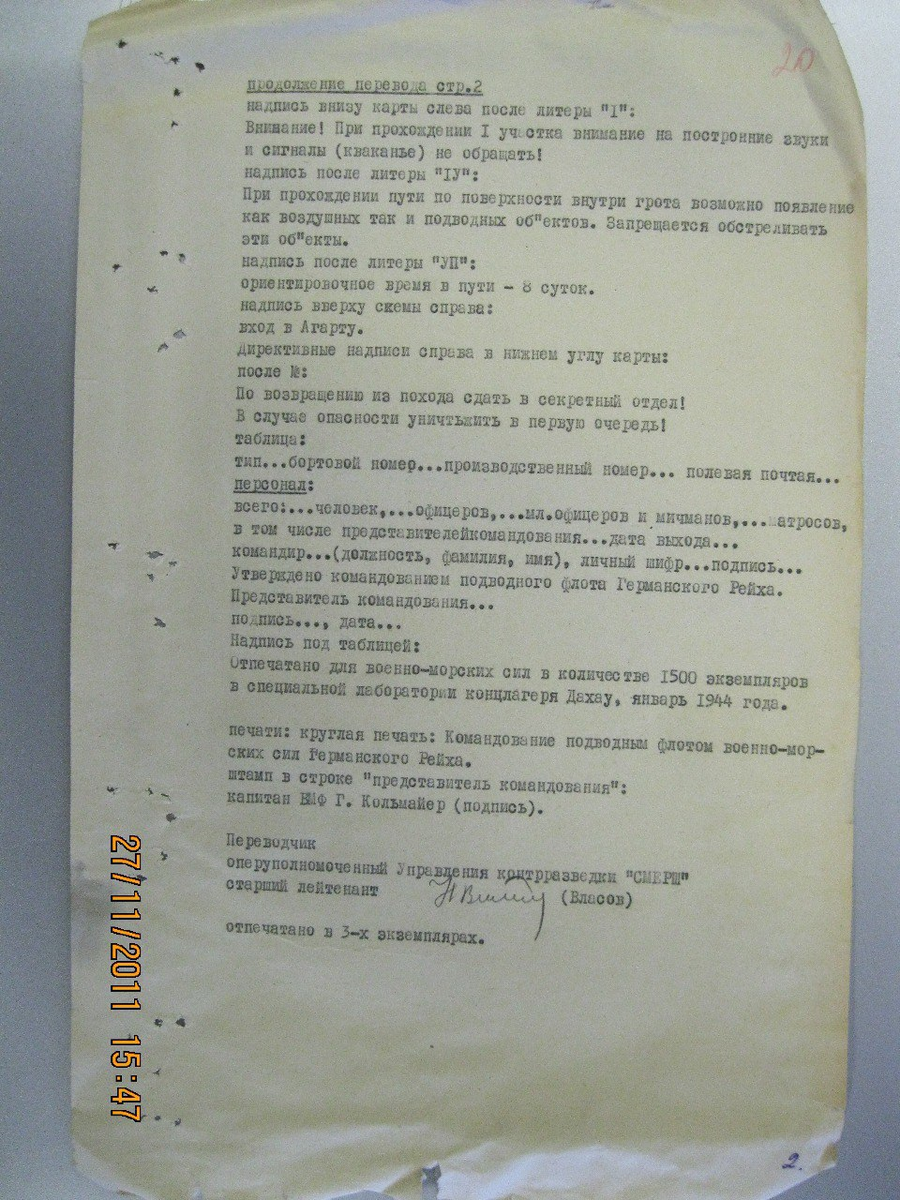 20
продолжение перевода стр.2
надпись внизу карты слева после литеры "I":
Внимание! При прохождении I участка внимание на построние звуки
и сигналы (кваканье) не обращать!
надпись после литеры "IУ":
При прохождении пути по поверхности внутри грота возможно появление
как воздушных так и подводных об"ектов. Запрещается обстреливать
эти об"екты.
надпись после литеры "УП":
ориентировочное время в пути - 8 суток.
надпись вверху схемы справа:
вход в Агарту.
Директивные надписи справа в нижнем углу карты:
после №:
По возвращению из похода сдать в секретный отдел!
В случае опасности уничтьжить в первую очередь!
таблица:
тип...бортовой номер...производственный номер... полевая почтая...
персонал:
всего:...человек,...офицеров,...мл.офицеров и мичманов,...матросов,
в том числе представителейкомандования...дата выхода...
командир...(должность, фамилия, имя), личный шифр...подпись...
Утверждено командованием подводного флота Германского Рейха.
Представитель командования...
подпись..., дата...
Надпись под таблицей:
Отпечатано для военно-морских сил в количестве 1500 экземпляров
в специальной лаборатории концлагеря Дахау, январь 1944 года.
печати: круглая печать: Командование подводным флотом военно-мор-
ских сил Германского Рейха.
штамп в строке "представитель командования":
капитан ВМФ Г. Кольмайер (подпись).
Переводчик
оперуполномоченный Управления контрразведки "СМЕРШ"
старший лейтенант (Власов)
отпечатано в 3-х экземплярах.
2.
27/11/2011 15:47